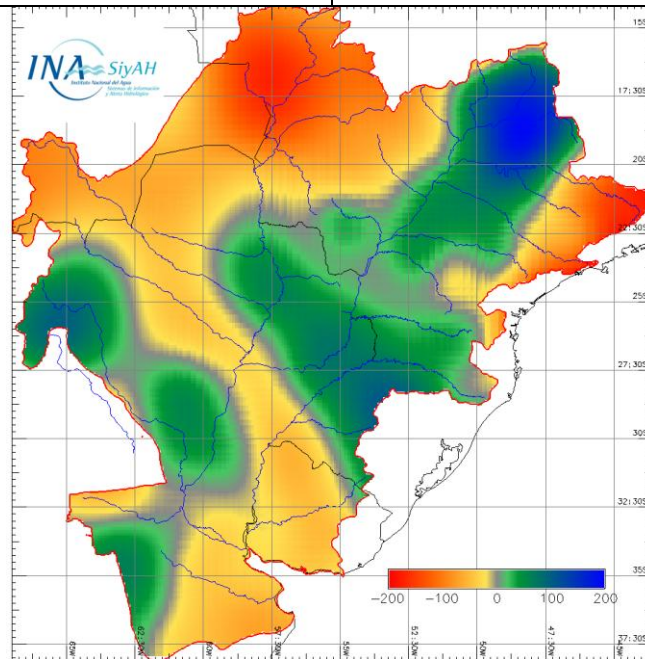 15S
INA SiyAH
Instituto Nacional del Agua
Sistemas de Información
y Alerta Hidrológico
17:30S
20S
22:30S
25S
27:30S
30S
32:30S
35S
-200 -100 0 100 200
37:30S
65W 62:30W 60W 57:30W 55W 52:30W 50W 47:30W 45W